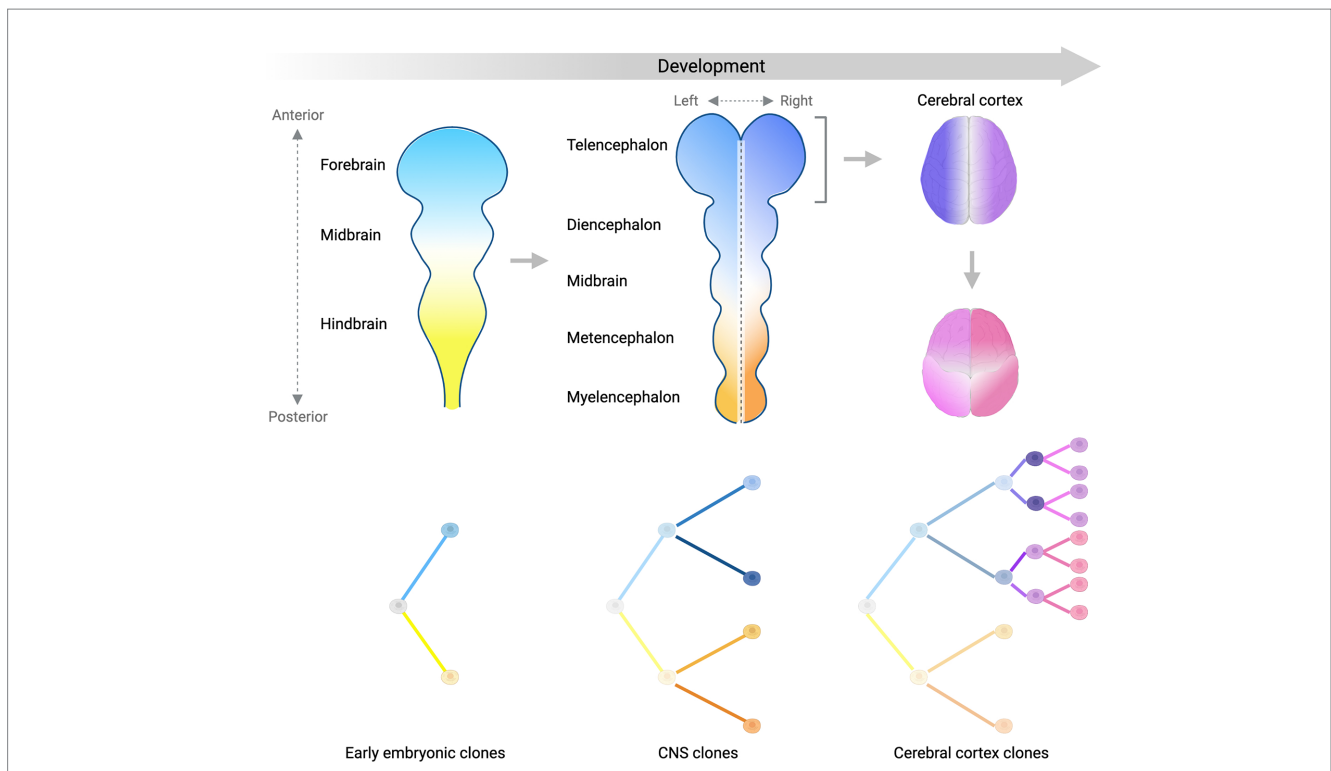 Development
Left
Right
Cerebral cortex
Anterior
Telencephalon
Forebrain
Diencephalon
Midbrain
Midbrain
Hindbrain
Metencephalon
Myelencephalon
Posterior
Early embryonic clones
CNS clones
Cerebral cortex clones